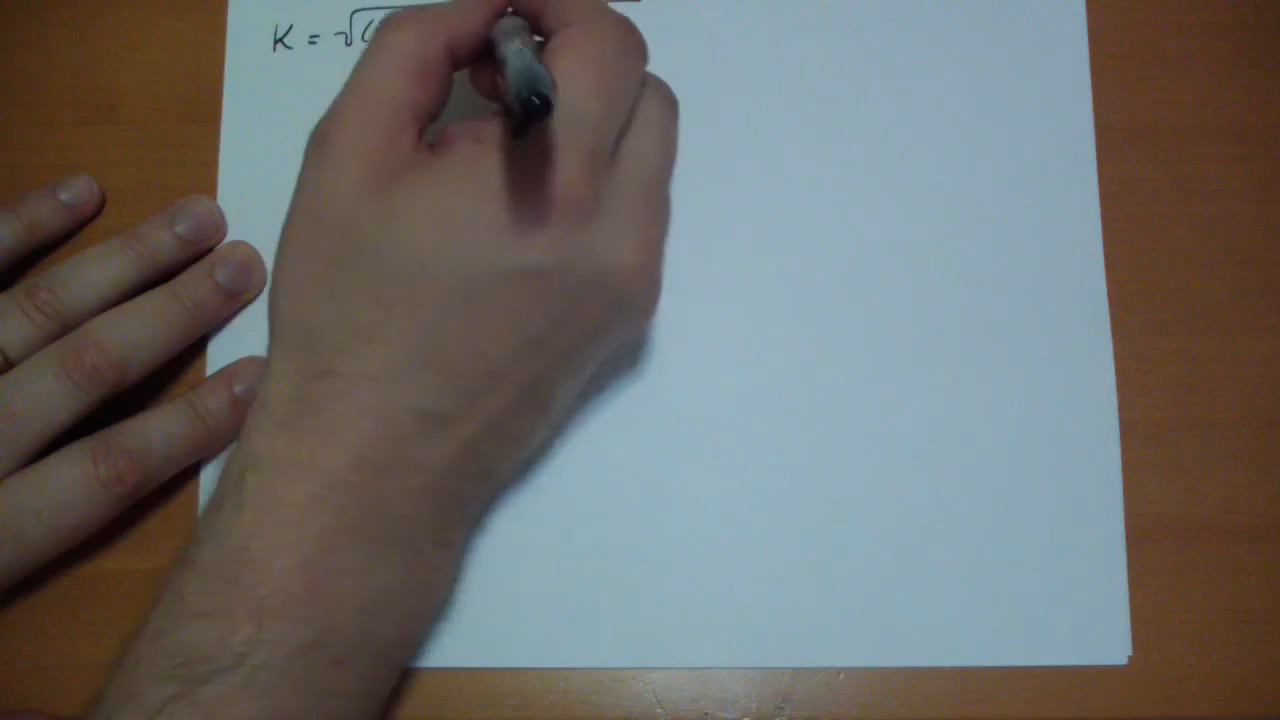 K = √(